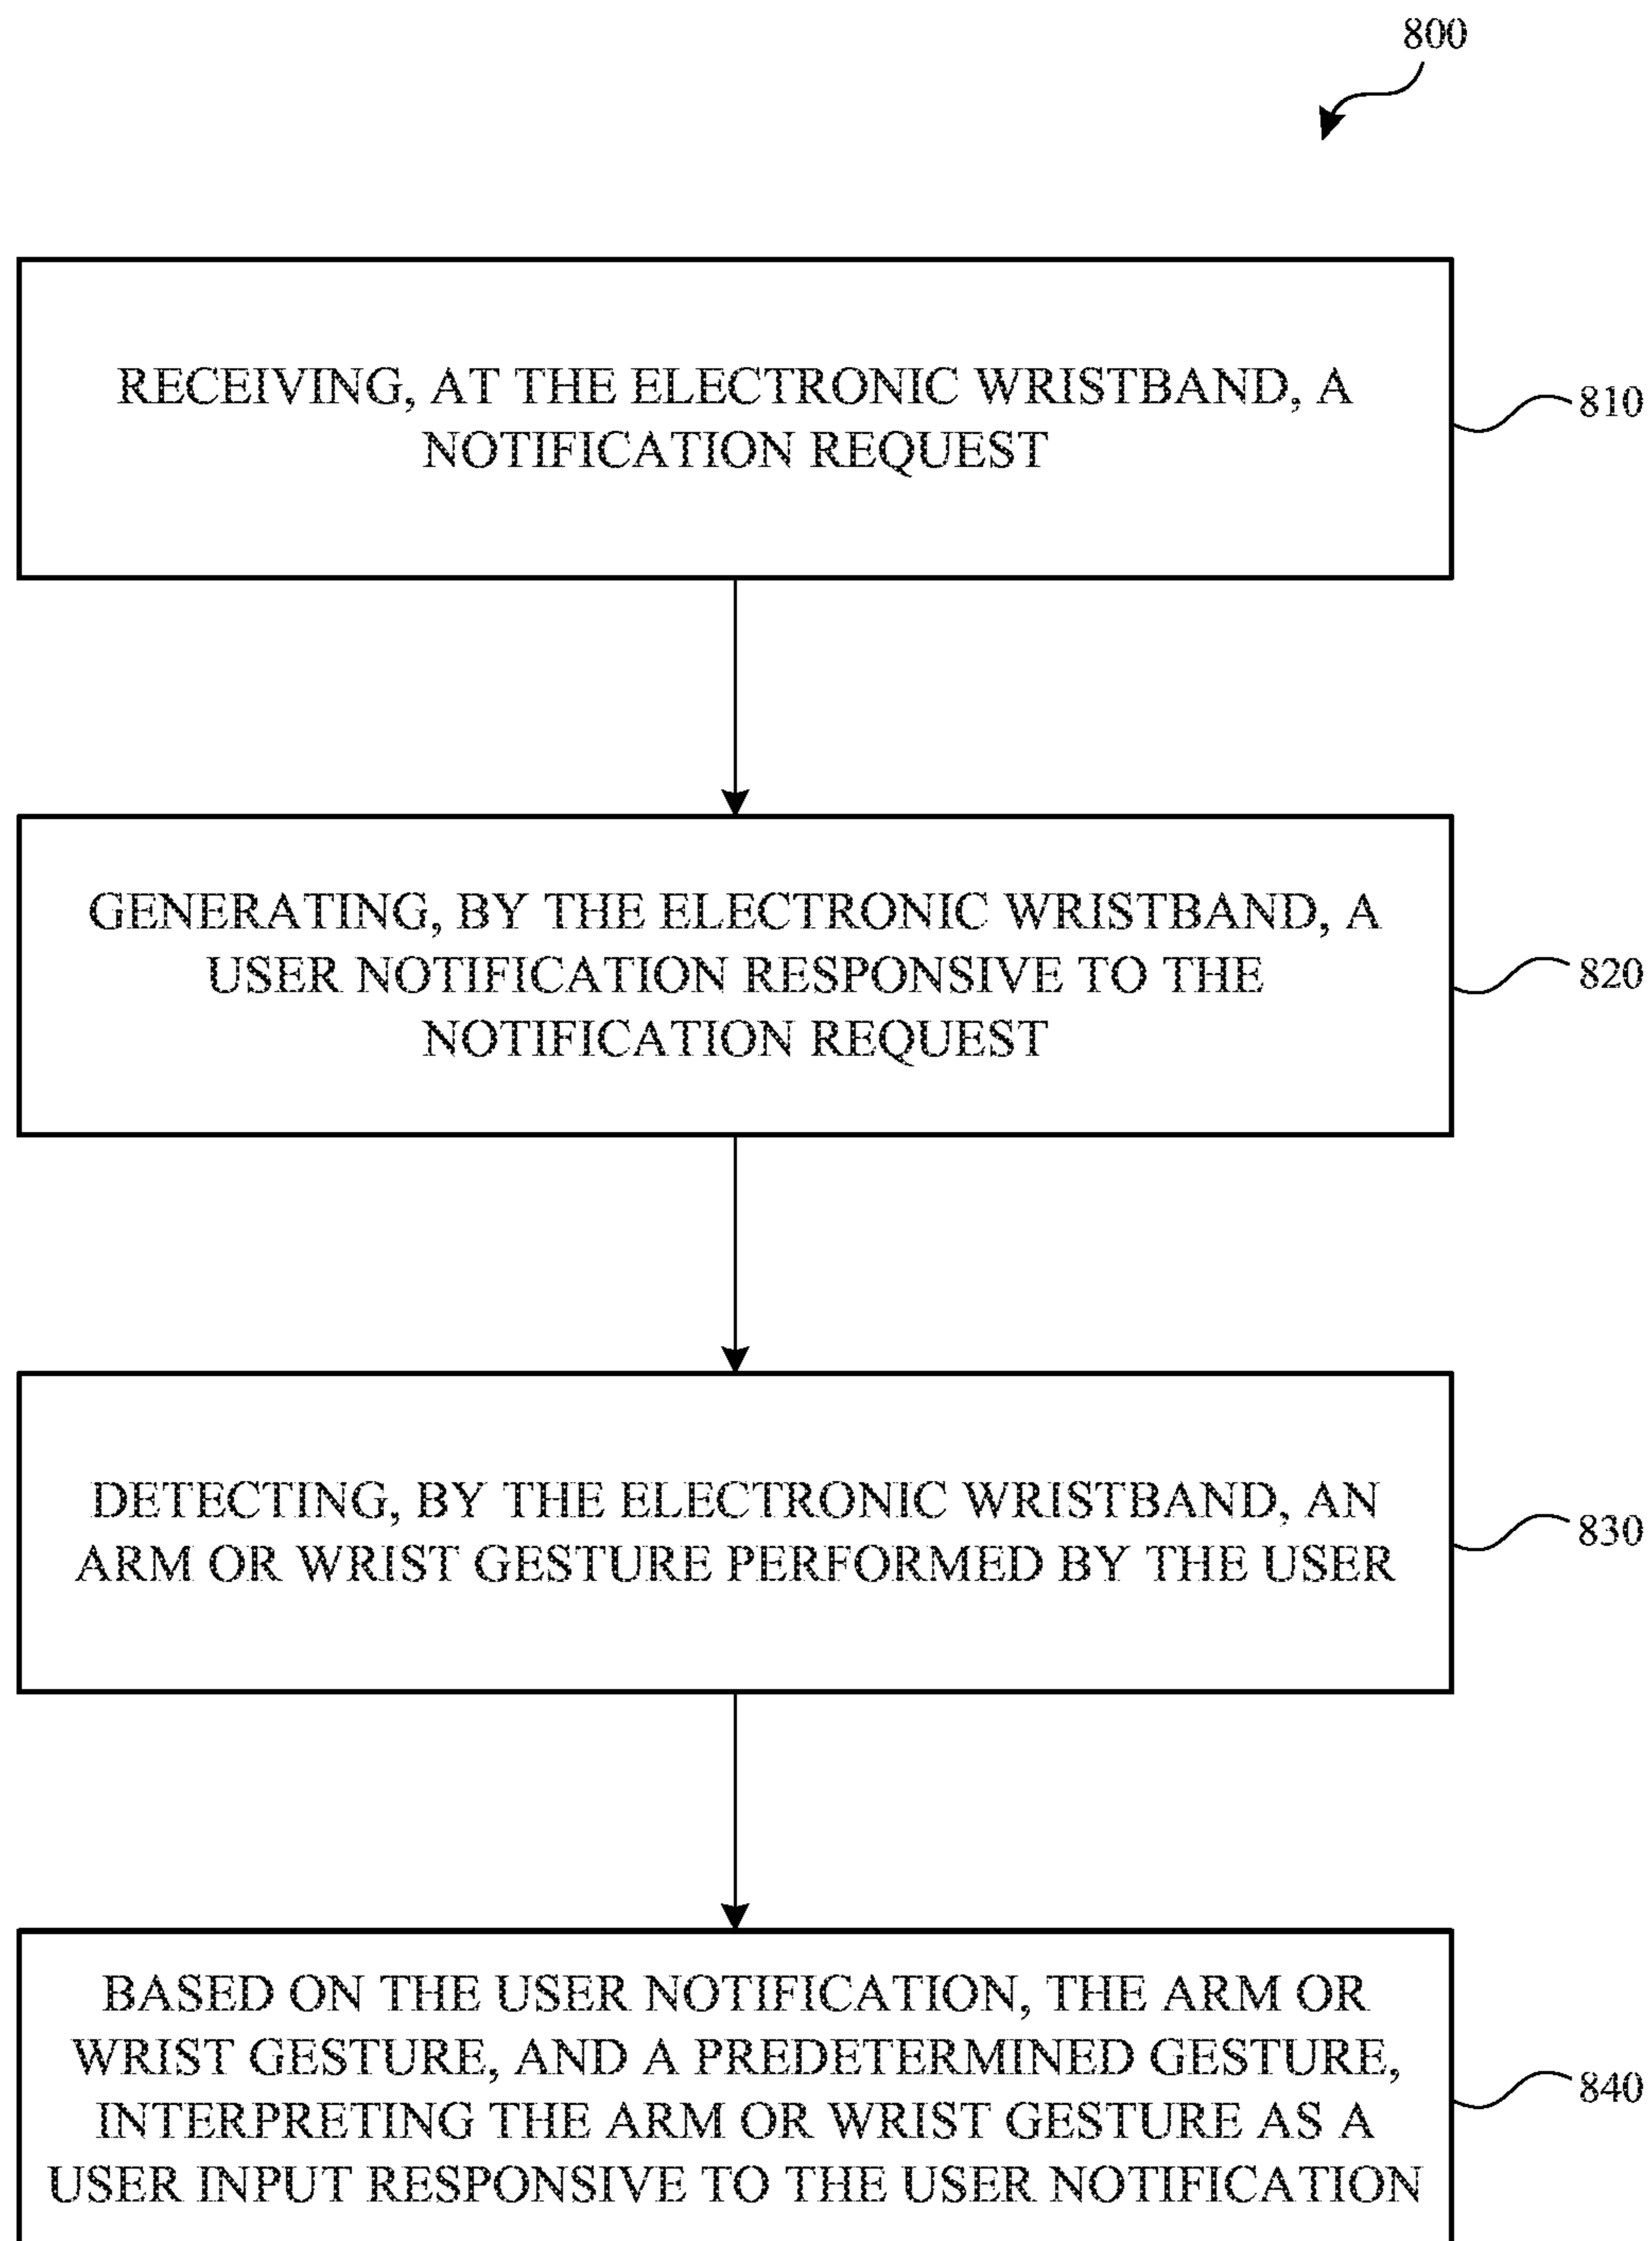 800
RECEIVING, AT THE ELECTRONIC WRISTBAND, A
NOTIFICATION REQUEST
810
GENERATING, BY THE ELECTRONIC WRISTBAND, A
USER NOTIFICATION RESPONSIVE TO THE
NOTIFICATION REQUEST
820
DETECTING, BY THE ELECTRONIC WRISTBAND, AN
ARM OR WRIST GESTURE PERFORMED BY THE USER
830
BASED ON THE USER NOTIFICATION, THE ARM OR
WRIST GESTURE, AND A PREDETERMINED GESTURE,
INTERPRETING THE ARM OR WRIST GESTURE AS A
USER INPUT RESPONSIVE TO THE USER NOTIFICATION
840